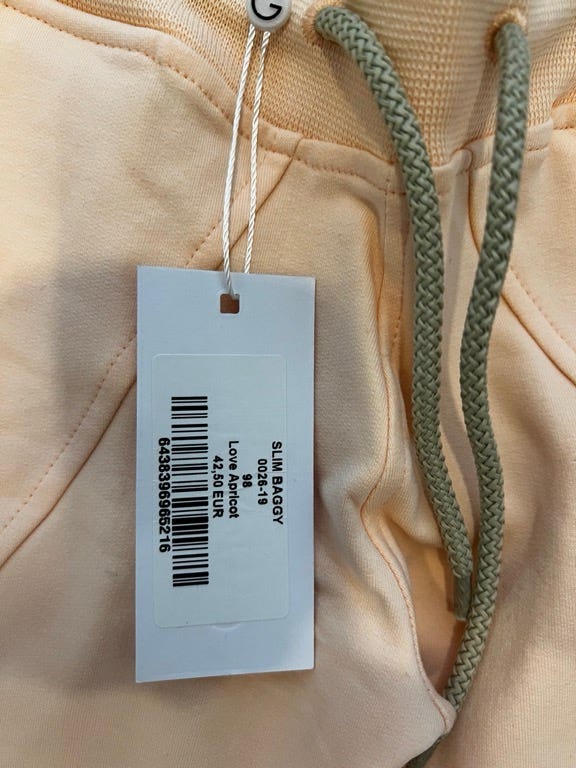 G
SLIM BAGGY
0026-19
98
Love Apricot
42,50 EUR
6438396965216